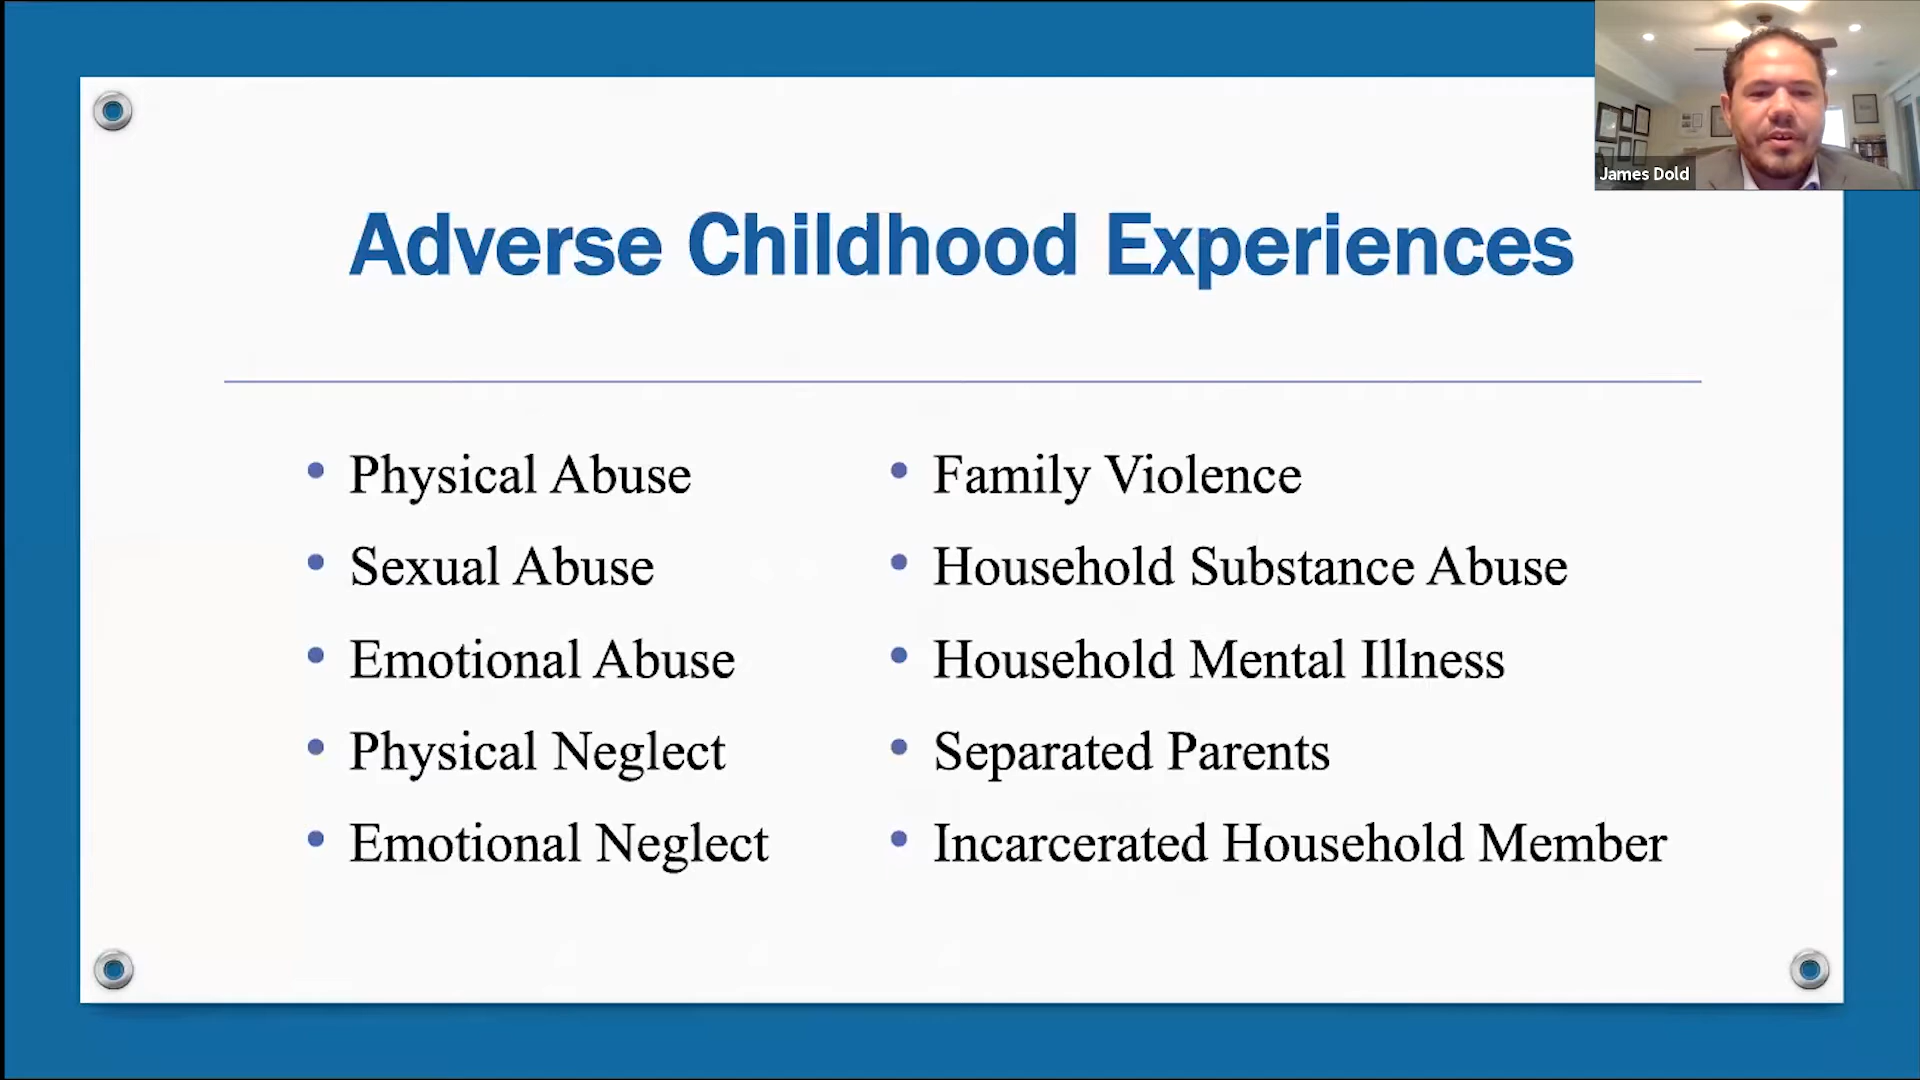 James Dold
Adverse Childhood Experiences
• Physical Abuse
• Sexual Abuse
• Emotional Abuse
• Physical Neglect
• Emotional Neglect
• Family Violence
• Household Substance Abuse
• Household Mental Illness
• Separated Parents
• Incarcerated Household Member